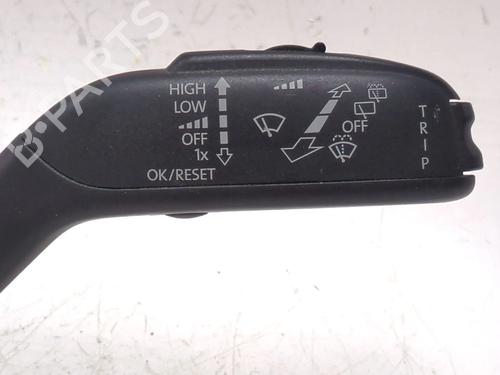 HIGH
LOW
OFF
1x
OK/RESET
OFF
TRIP
B-PARTS